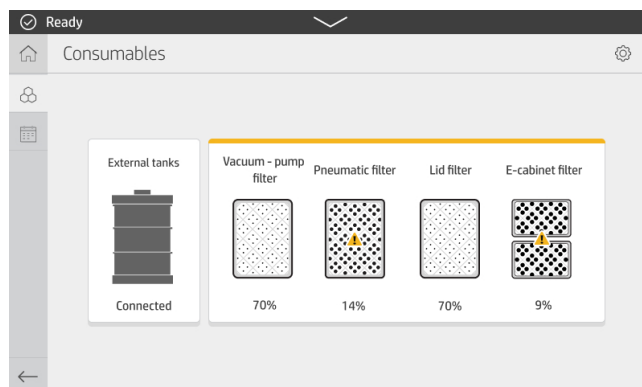 Ready
Consumables
External tanks
Connected
Vacuum - pump
filter
70%
Pneumatic filter
14%
Lid filter
70%
E-cabinet filter
9%